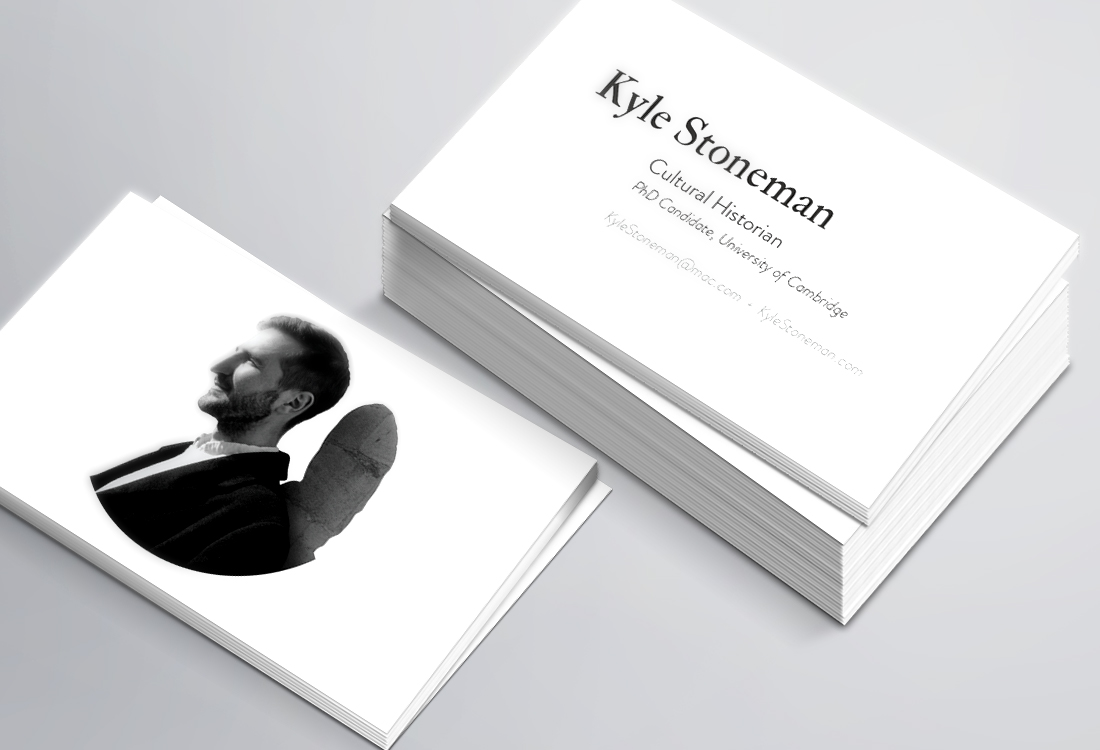 Kyle Stoneman
Cultural Historian
PhD Candidate, University of Cambridge
KyleStoneman@mac.com • KyleStoneman.com